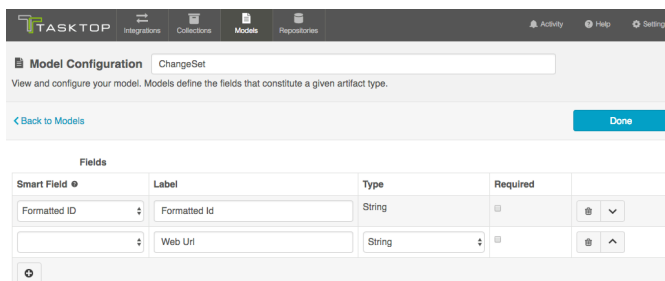 TASKTOP
Integrations Collections Models Repositories Activity Help Setting
Model Configuration ChangeSet
View and configure your model. Models define the fields that constitute a given artifact type.
Back to Models Done
Fields
Smart Field Label Type Required
Formatted ID Formatted Id String
Web Url String